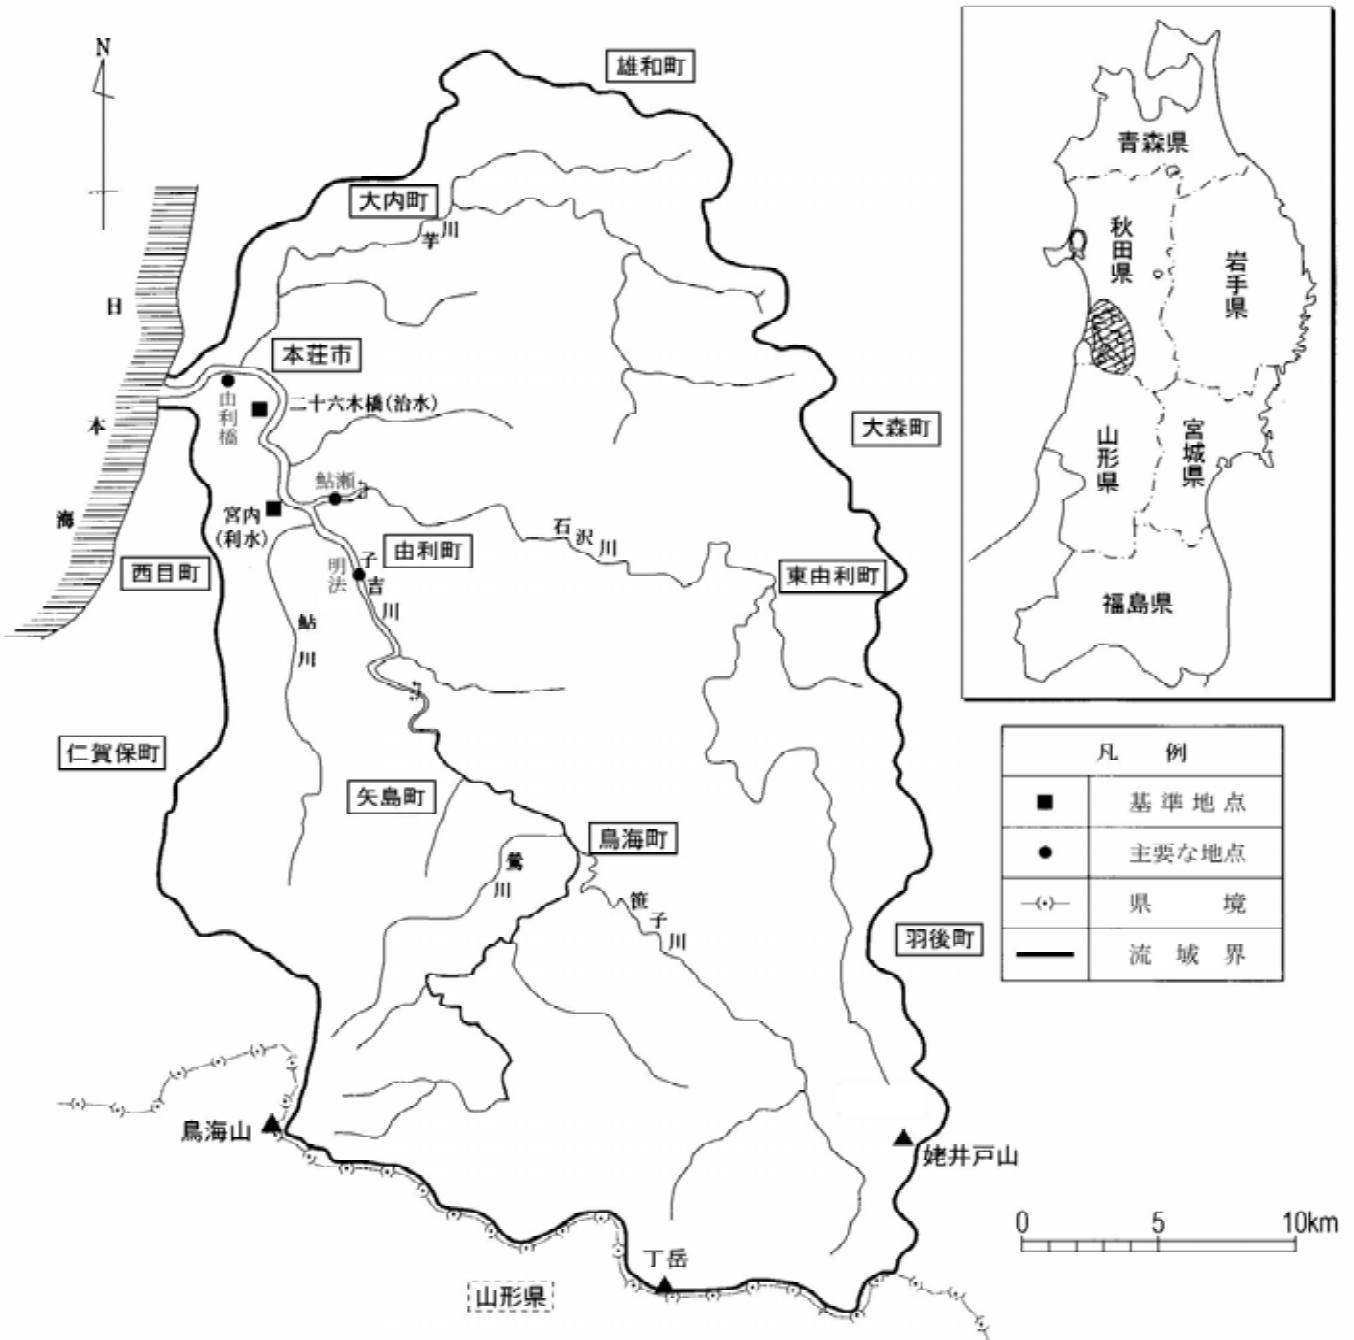 N
雄和町
大内町
芋川
日本海
本荘市
二十六木橋(治水)
由利橋
鮎瀬
宮内
(利水)
石沢川
由利町
子吉川
明法
西目町
東由利町
大森町
鮎川
仁賀保町
矢島町
鳥海町
鶯川
笹子川
羽後町
鳥海山
姥井戸山
丁岳
山形県
青森県
秋田県
岩手県
山形県
宮城県
福島県
凡例
基準地点
主要な地点
県境
流域界
0 5 10km